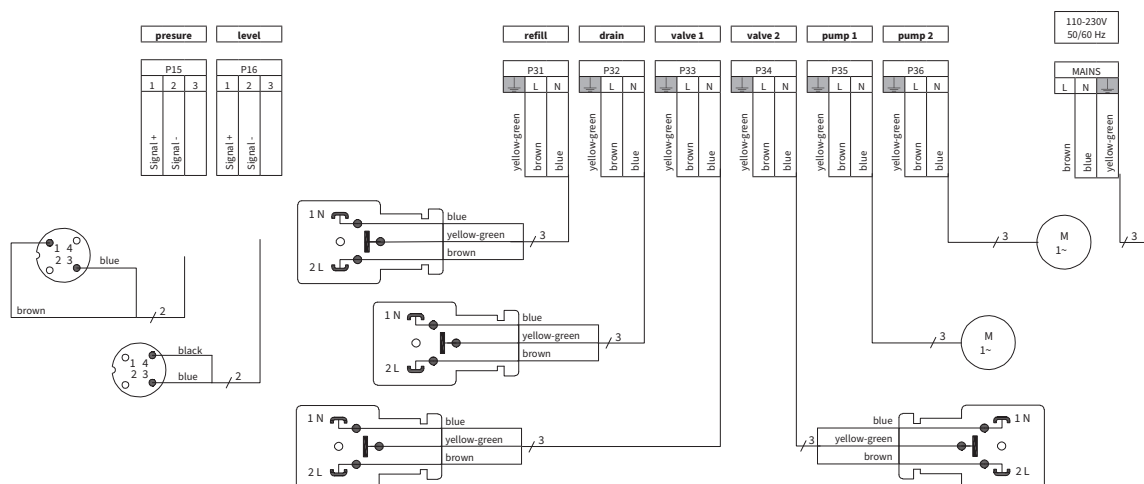 110-230V
50/60 Hz
presure level refill drain valve 1 valve 2 pump 1 pump 2
P15 P16 P31 P32 P33 P34 P35 P36 MAINS
1 2 3 1 2 3 L N L N L N L N L N L N L N
Signal + Signal - Signal + Signal - yellow-green brown blue yellow-green brown blue yellow-green brown blue yellow-green brown blue yellow-green brown blue yellow-green brown blue brown blue yellow-green
1 N blue
yellow-green 3
brown
2 L
3 M
1~
3
1 4
2 3 blue
brown 2
1 N blue
yellow-green 3
brown
2 L
3 M
1~
black
1 4
2 3 blue 2
1 N blue
yellow-green 3
brown
2 L
blue 1 N
3 yellow-green
brown
2 L